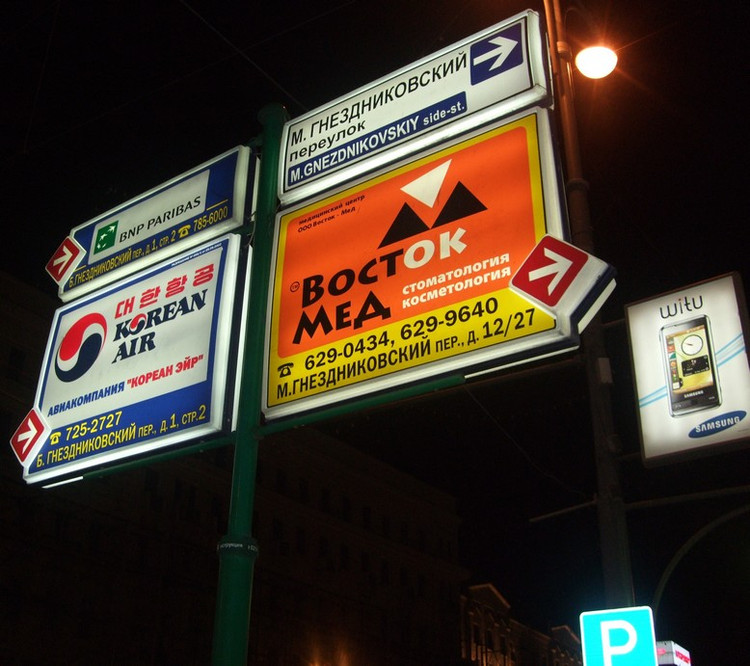 М. ГНЕЗДНИКОВСКИЙ
переулок
M.GNEZDNIKOVSKIY side-st.
BNP PARIBAS
☎ 785-6000
Б.ГНЕЗДНИКОВСКИЙ пер., д. 1, стр. 2
대한항공
KOREAN
AIR
АВИАКОМПАНИЯ "КОРЕАН ЭЙР"
☎ 725-2727
Б. ГНЕЗДНИКОВСКИЙ ПЕР., Д. 1, СТР.2
медицинский центр
ООО Восток - Мед
ВОСТОК
МЕД
стоматология
косметология
☎ 629-0434, 629-9640
М.ГНЕЗДНИКОВСКИЙ ПЕР., Д. 12/27
witu
SAMSUNG
P